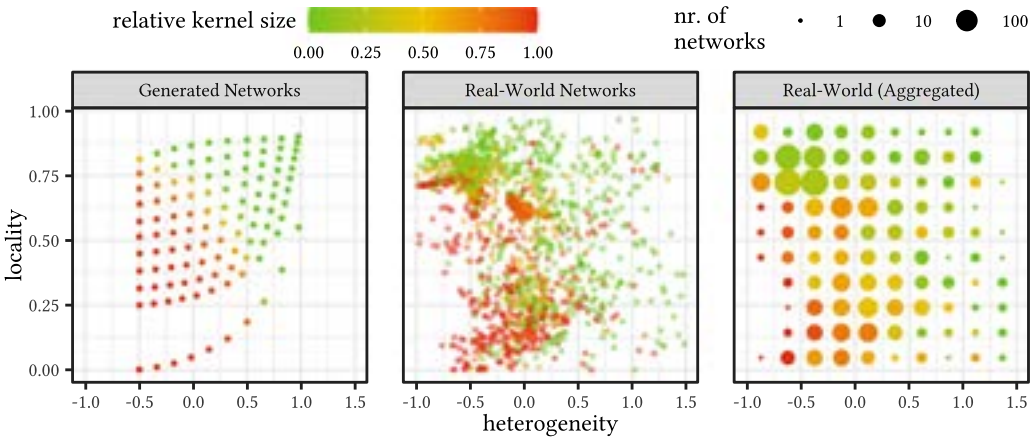 relative kernel size
0.00 0.25 0.50 0.75 1.00
nr. of
networks
1 10 100
Generated Networks
Real-World Networks
Real-World (Aggregated)
locality
1.00
0.75
0.50
0.25
0.00
-1.0 -0.5 0.0 0.5 1.0 1.5
-1.0 -0.5 0.0 0.5 1.0 1.5
-1.0 -0.5 0.0 0.5 1.0 1.5
heterogeneity